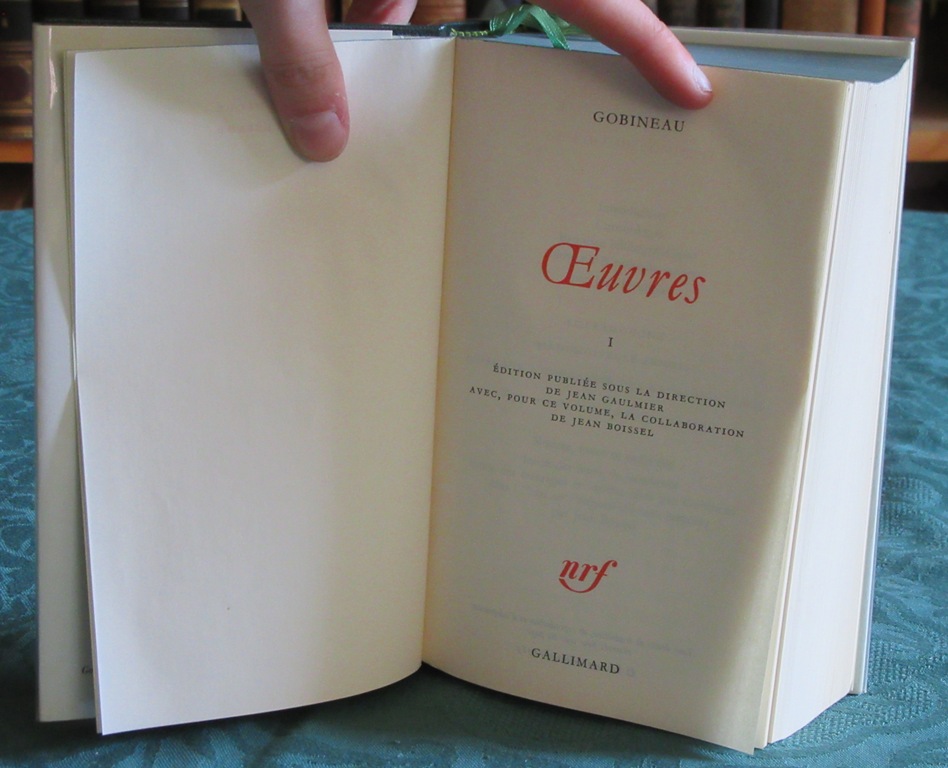 GOBINEAU
Œuvres
I
ÉDITION PUBLIÉE SOUS LA DIRECTION
DE JEAN GAULMIER
AVEC, POUR CE VOLUME, LA COLLABORATION
DE JEAN BOISSEL
nrf
GALLIMARD